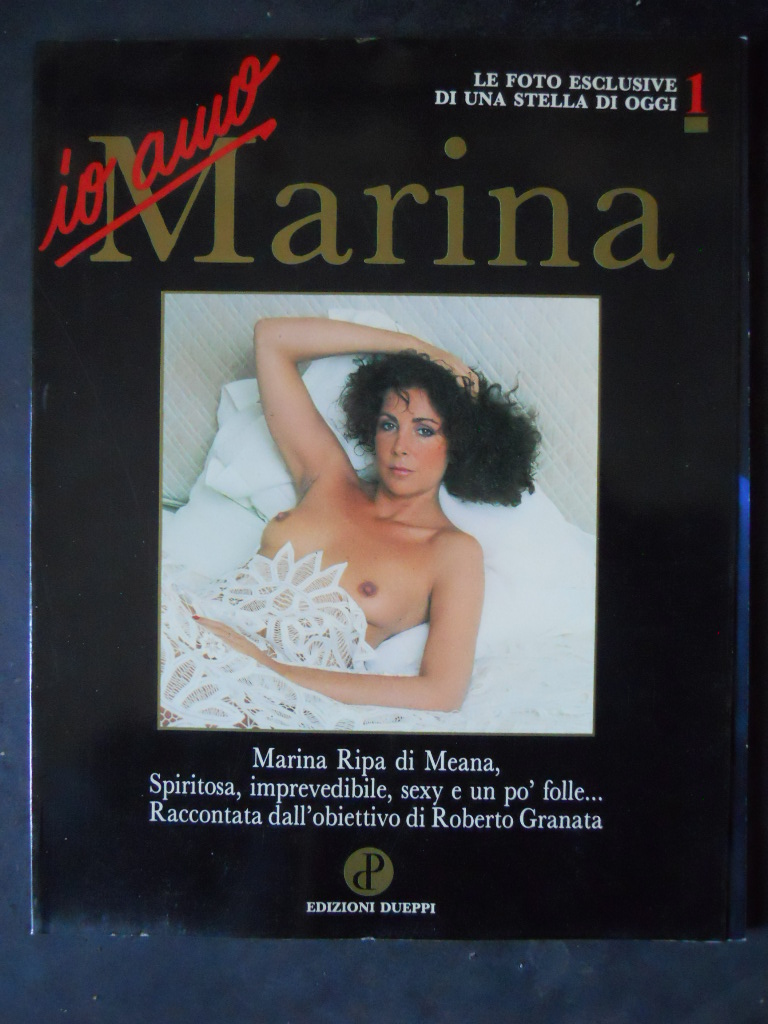 LE FOTO ESCLUSIVE
DI UNA STELLA DI OGGI 1
io amo
Marina
Marina Ripa di Meana,
Spiritosa, imprevedibile, sexy e un po' folle...
Raccontata dall'obiettivo di Roberto Granata
EDIZIONI DUEPPI